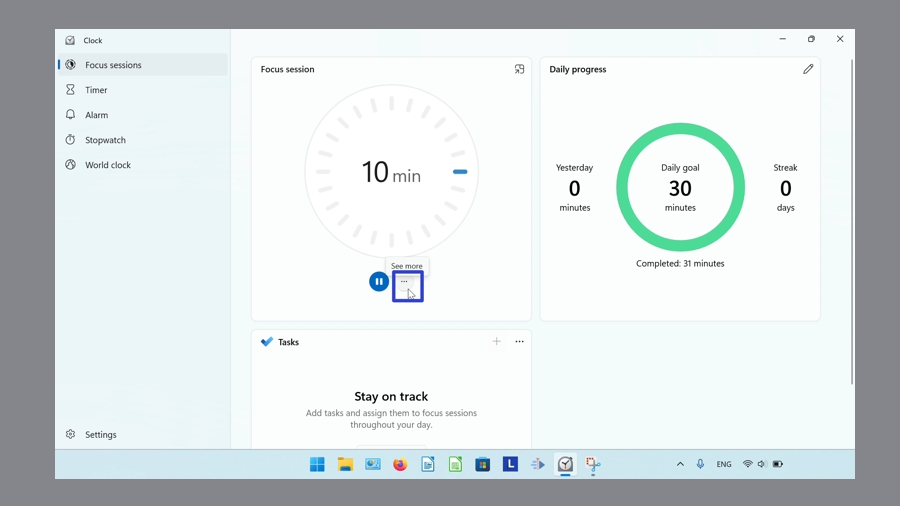 Clock
Focus sessions
Timer
Alarm
Stopwatch
World clock
Settings
Focus session
10 min
See more
Daily progress
Yesterday
0
minutes
Daily goal
30
minutes
Streak
0
days
Completed: 31 minutes
Tasks
Stay on track
Add tasks and assign them to focus sessions
throughout your day.
L
ENG